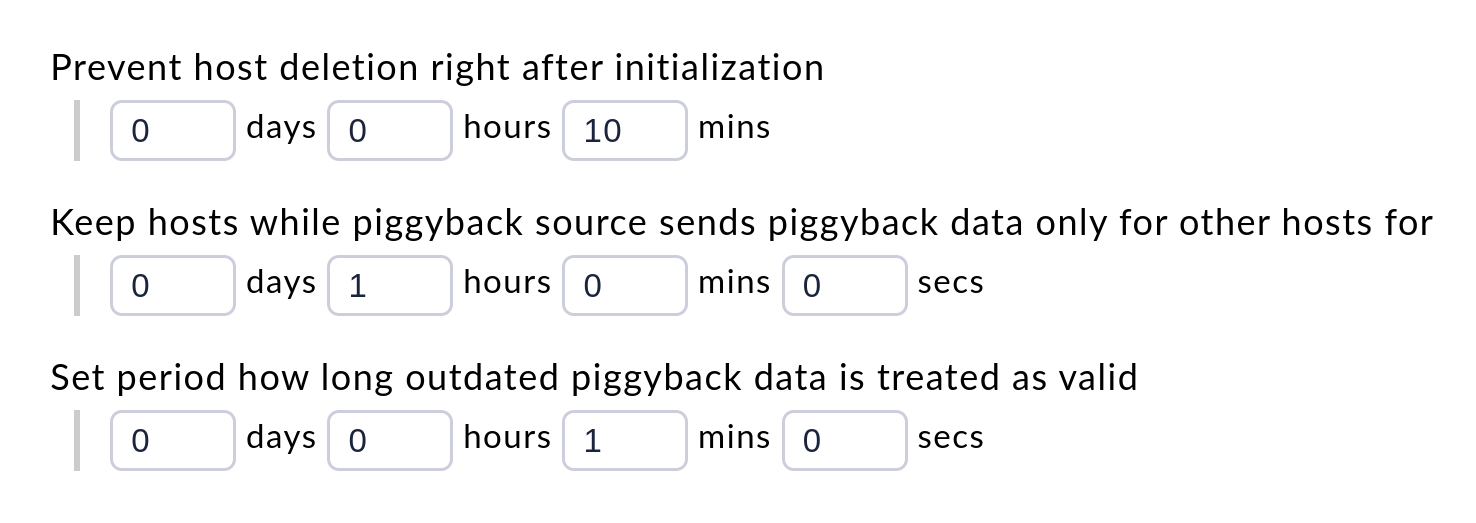 Prevent host deletion right after initialization
0 days 0 hours 10 mins
Keep hosts while piggyback source sends piggyback data only for other hosts for
0 days 1 hours 0 mins 0 secs
Set period how long outdated piggyback data is treated as valid
0 days 0 hours 1 mins 0 secs